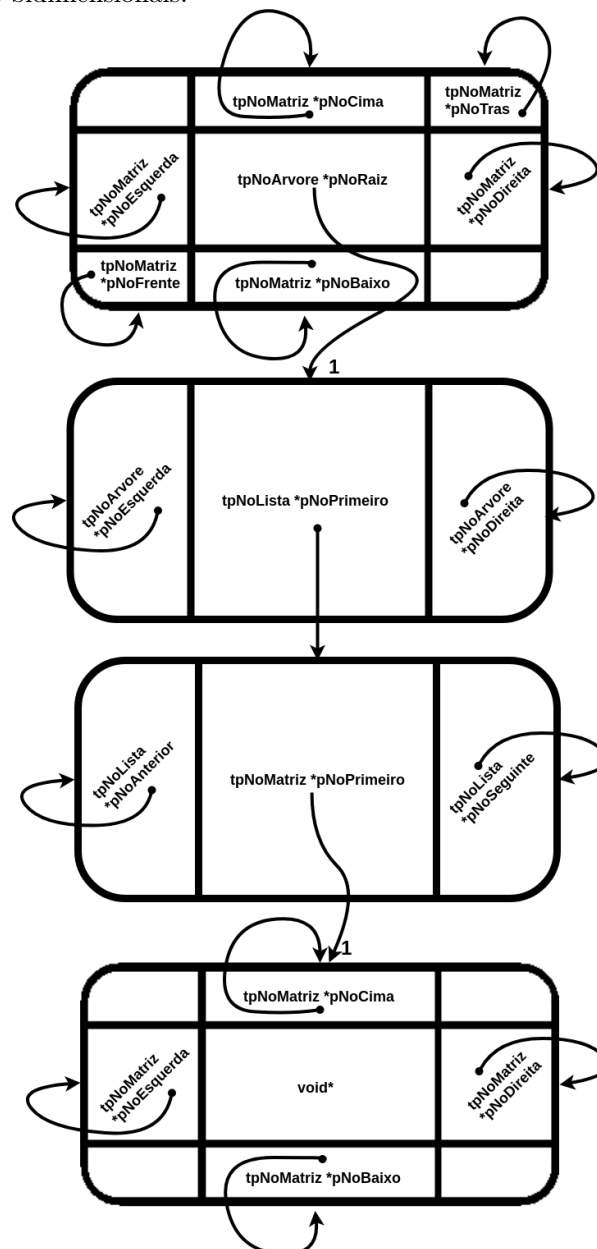 bidimensionais.
tpNoMatriz *pNoCima
tpNoMatriz
*pNoTras
tpNoMatriz
*pNoEsquerda
tpNoArvore *pNoRaiz
tpNoMatriz
*pNoDireita
tpNoMatriz
*pNoFrente
tpNoMatriz *pNoBaixo
1
tpNoArvore
*pNoEsquerda
tpNoLista *pNoPrimeiro
tpNoArvore
*pNoDireita
tpNoLista
*pNoAnterior
tpNoMatriz *pNoPrimeiro
tpNoLista
*pNoSeguinte
1
tpNoMatriz *pNoCima
tpNoMatriz
*pNoEsquerda
void*
tpNoMatriz
*pNoDireita
tpNoMatriz *pNoBaixo